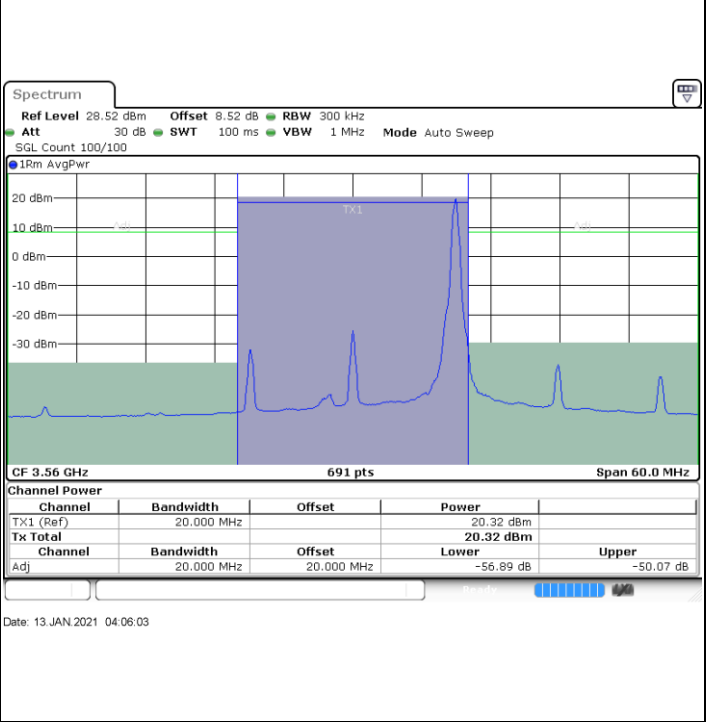 Spectrum
Ref Level 28.52 dBm Offset 8.52 dB RBW 300 kHz
Att 30 dB SWT 100 ms VBW 1 MHz Mode Auto Sweep
SGL Count 100/100
1Rm AvgPwr
20 dBm
TX1
Adj Adj
10 dBm
0 dBm
-10 dBm
-20 dBm
-30 dBm
CF 3.56 GHz 691 pts Span 60.0 MHz
Channel Power
Channel Bandwidth Offset Power
TX1 (Ref) 20.000 MHz 20.32 dBm
Tx Total 20.32 dBm
Channel Bandwidth Offset Lower Upper
Adj 20.000 MHz 20.000 MHz -56.89 dB -50.07 dB
Ready
Date: 13.JAN.2021 04:06:03